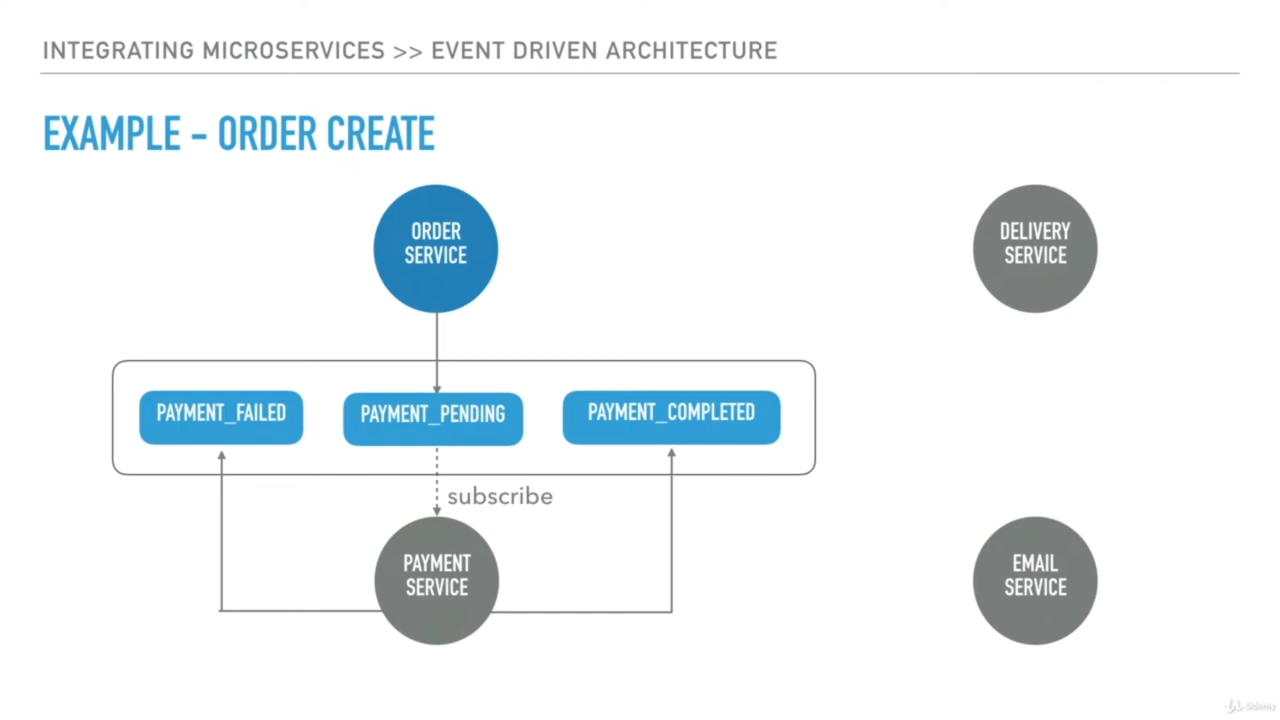 INTEGRATING MICROSERVICES >> EVENT DRIVEN ARCHITECTURE
EXAMPLE - ORDER CREATE
ORDER
SERVICE
DELIVERY
SERVICE
PAYMENT_FAILED
PAYMENT_PENDING
PAYMENT_COMPLETED
subscribe
PAYMENT
SERVICE
EMAIL
SERVICE
Udemy